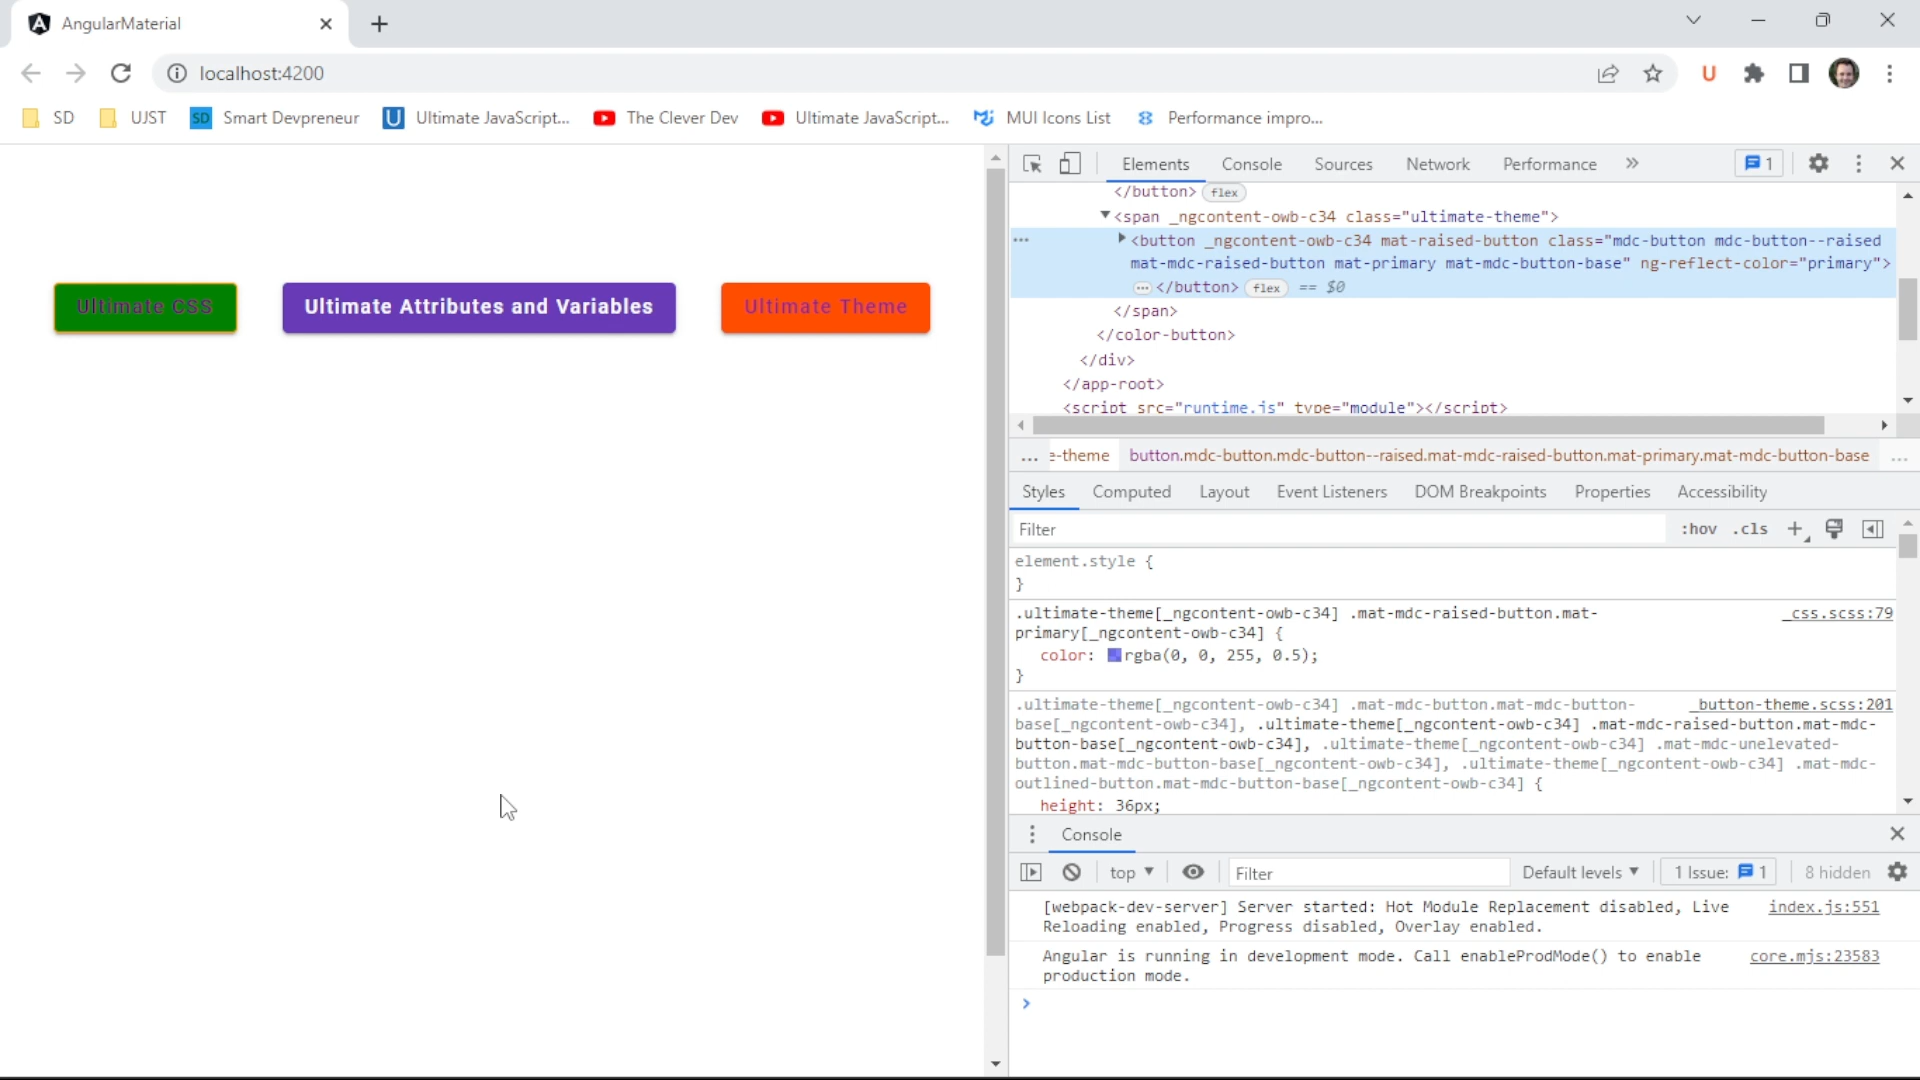 AngularMaterial
localhost:4200
U
SD
UJST
SD Smart Devpreneur
U Ultimate JavaScript...
The Clever Dev
Ultimate JavaScript...
MUI Icons List
Performance impro...
Ultimate CSS
Ultimate Attributes and Variables
Ultimate Theme
Elements Console Sources Network Performance » 1
</button> flex
<span _ngcontent-owb-c34 class="ultimate-theme">
<button _ngcontent-owb-c34 mat-raised-button class="mdc-button mdc-button--raised
mat-mdc-raised-button mat-primary mat-mdc-button-base" ng-reflect-color="primary">
… </button> flex == $0
</span>
</color-button>
</div>
</app-root>
<script src="runtime.js" type="module"></script>
... e-theme button.mdc-button.mdc-button--raised.mat-mdc-raised-button.mat-primary.mat-mdc-button-base ...
Styles Computed Layout Event Listeners DOM Breakpoints Properties Accessibility
Filter :hov .cls +
element.style {
}
.ultimate-theme[_ngcontent-owb-c34] .mat-mdc-raised-button.mat- _css.scss:79
primary[_ngcontent-owb-c34] {
color: rgba(0, 0, 255, 0.5);
}
.ultimate-theme[_ngcontent-owb-c34] .mat-mdc-button.mat-mdc-button- _button-theme.scss:201
base[_ngcontent-owb-c34], .ultimate-theme[_ngcontent-owb-c34] .mat-mdc-raised-button.mat-mdc-
button-base[_ngcontent-owb-c34], .ultimate-theme[_ngcontent-owb-c34] .mat-mdc-unelevated-
button.mat-mdc-button-base[_ngcontent-owb-c34], .ultimate-theme[_ngcontent-owb-c34] .mat-mdc-
outlined-button.mat-mdc-button-base[_ngcontent-owb-c34] {
height: 36px;
Console
top Filter Default levels 1 Issue: 1 8 hidden
[webpack-dev-server] Server started: Hot Module Replacement disabled, Live index.js:551
Reloading enabled, Progress disabled, Overlay enabled.
Angular is running in development mode. Call enableProdMode() to enable core.mjs:23583
production mode.